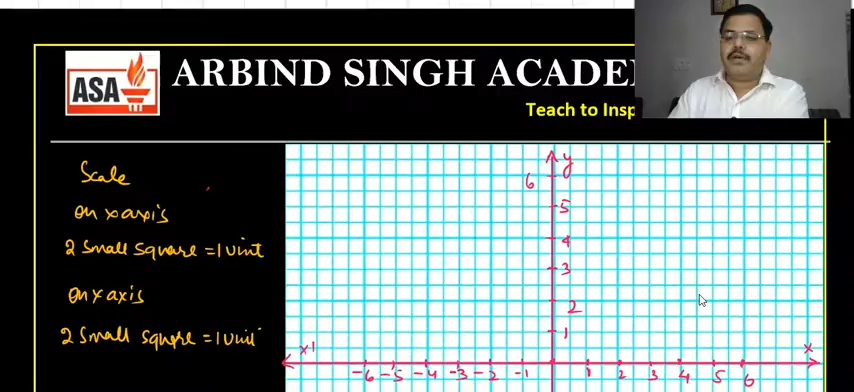 ASA
ARBIND SINGH ACADE
Teach to Insp
Scale
on x axis
2 Small square = 1 uint
on x axis
2 Small square = 1 unit
y
6
5
4
3
2
1
x1
x
-6 -5 -4 -3 -2 -1 1 2 3 4 5 6